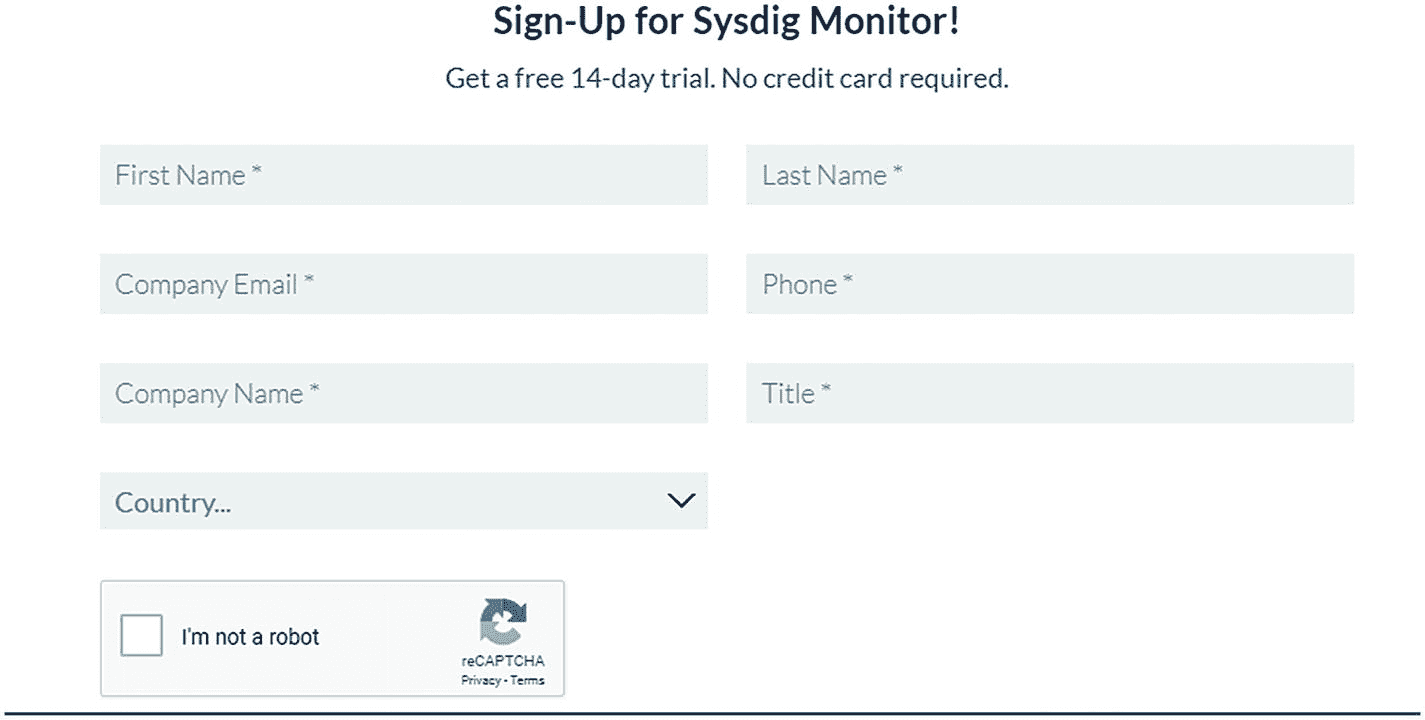 Sign-Up for Sysdig Monitor!
Get a free 14-day trial. No credit card required.
First Name *
Last Name *
Company Email *
Phone *
Company Name *
Title *
Country...
I'm not a robot
reCAPTCHA
Privacy - Terms